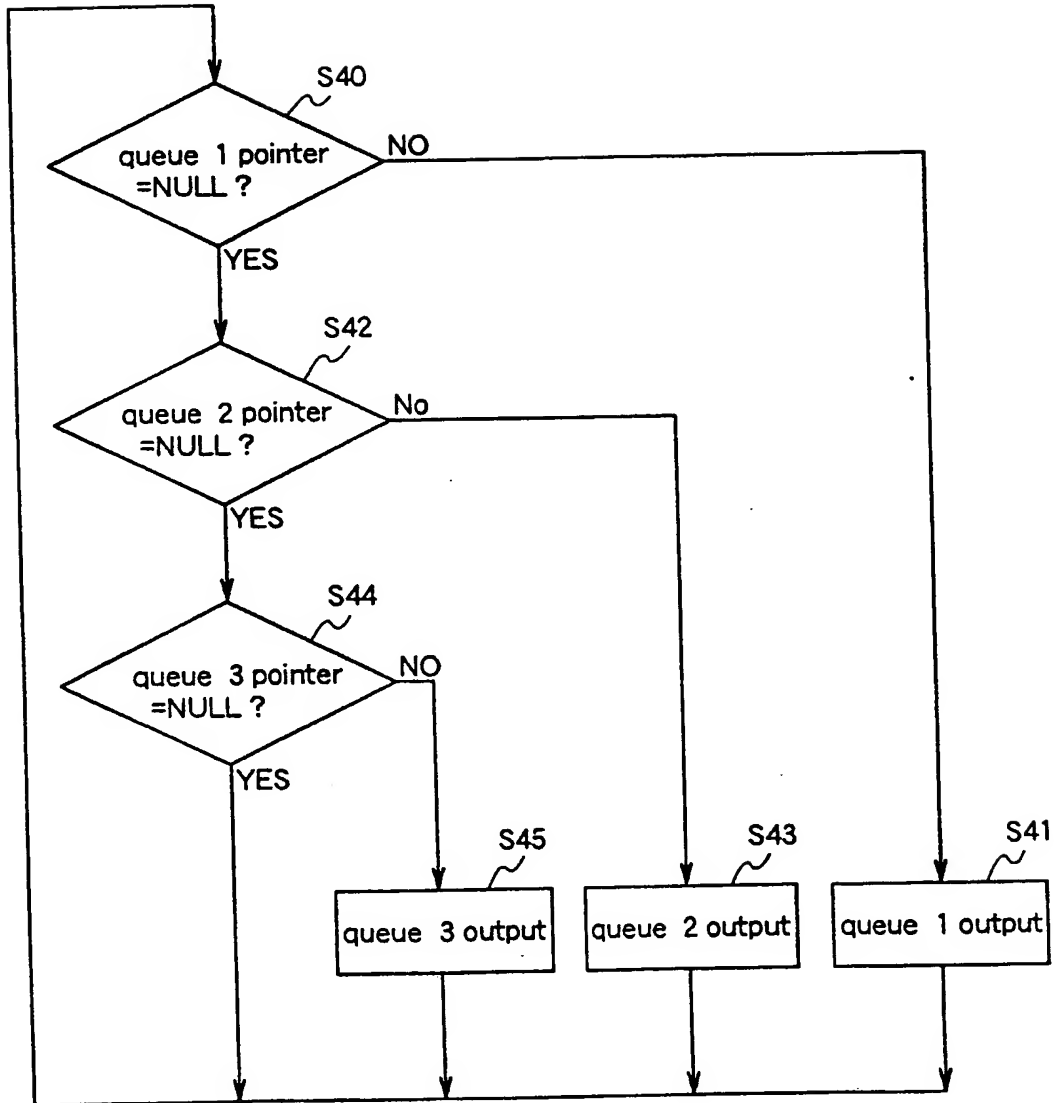 S40
queue 1 pointer
=NULL ?
NO
YES
S42
queue 2 pointer
=NULL ?
No
YES
S44
queue 3 pointer
=NULL ?
NO
YES
S45
queue 3 output
S43
queue 2 output
S41
queue 1 output